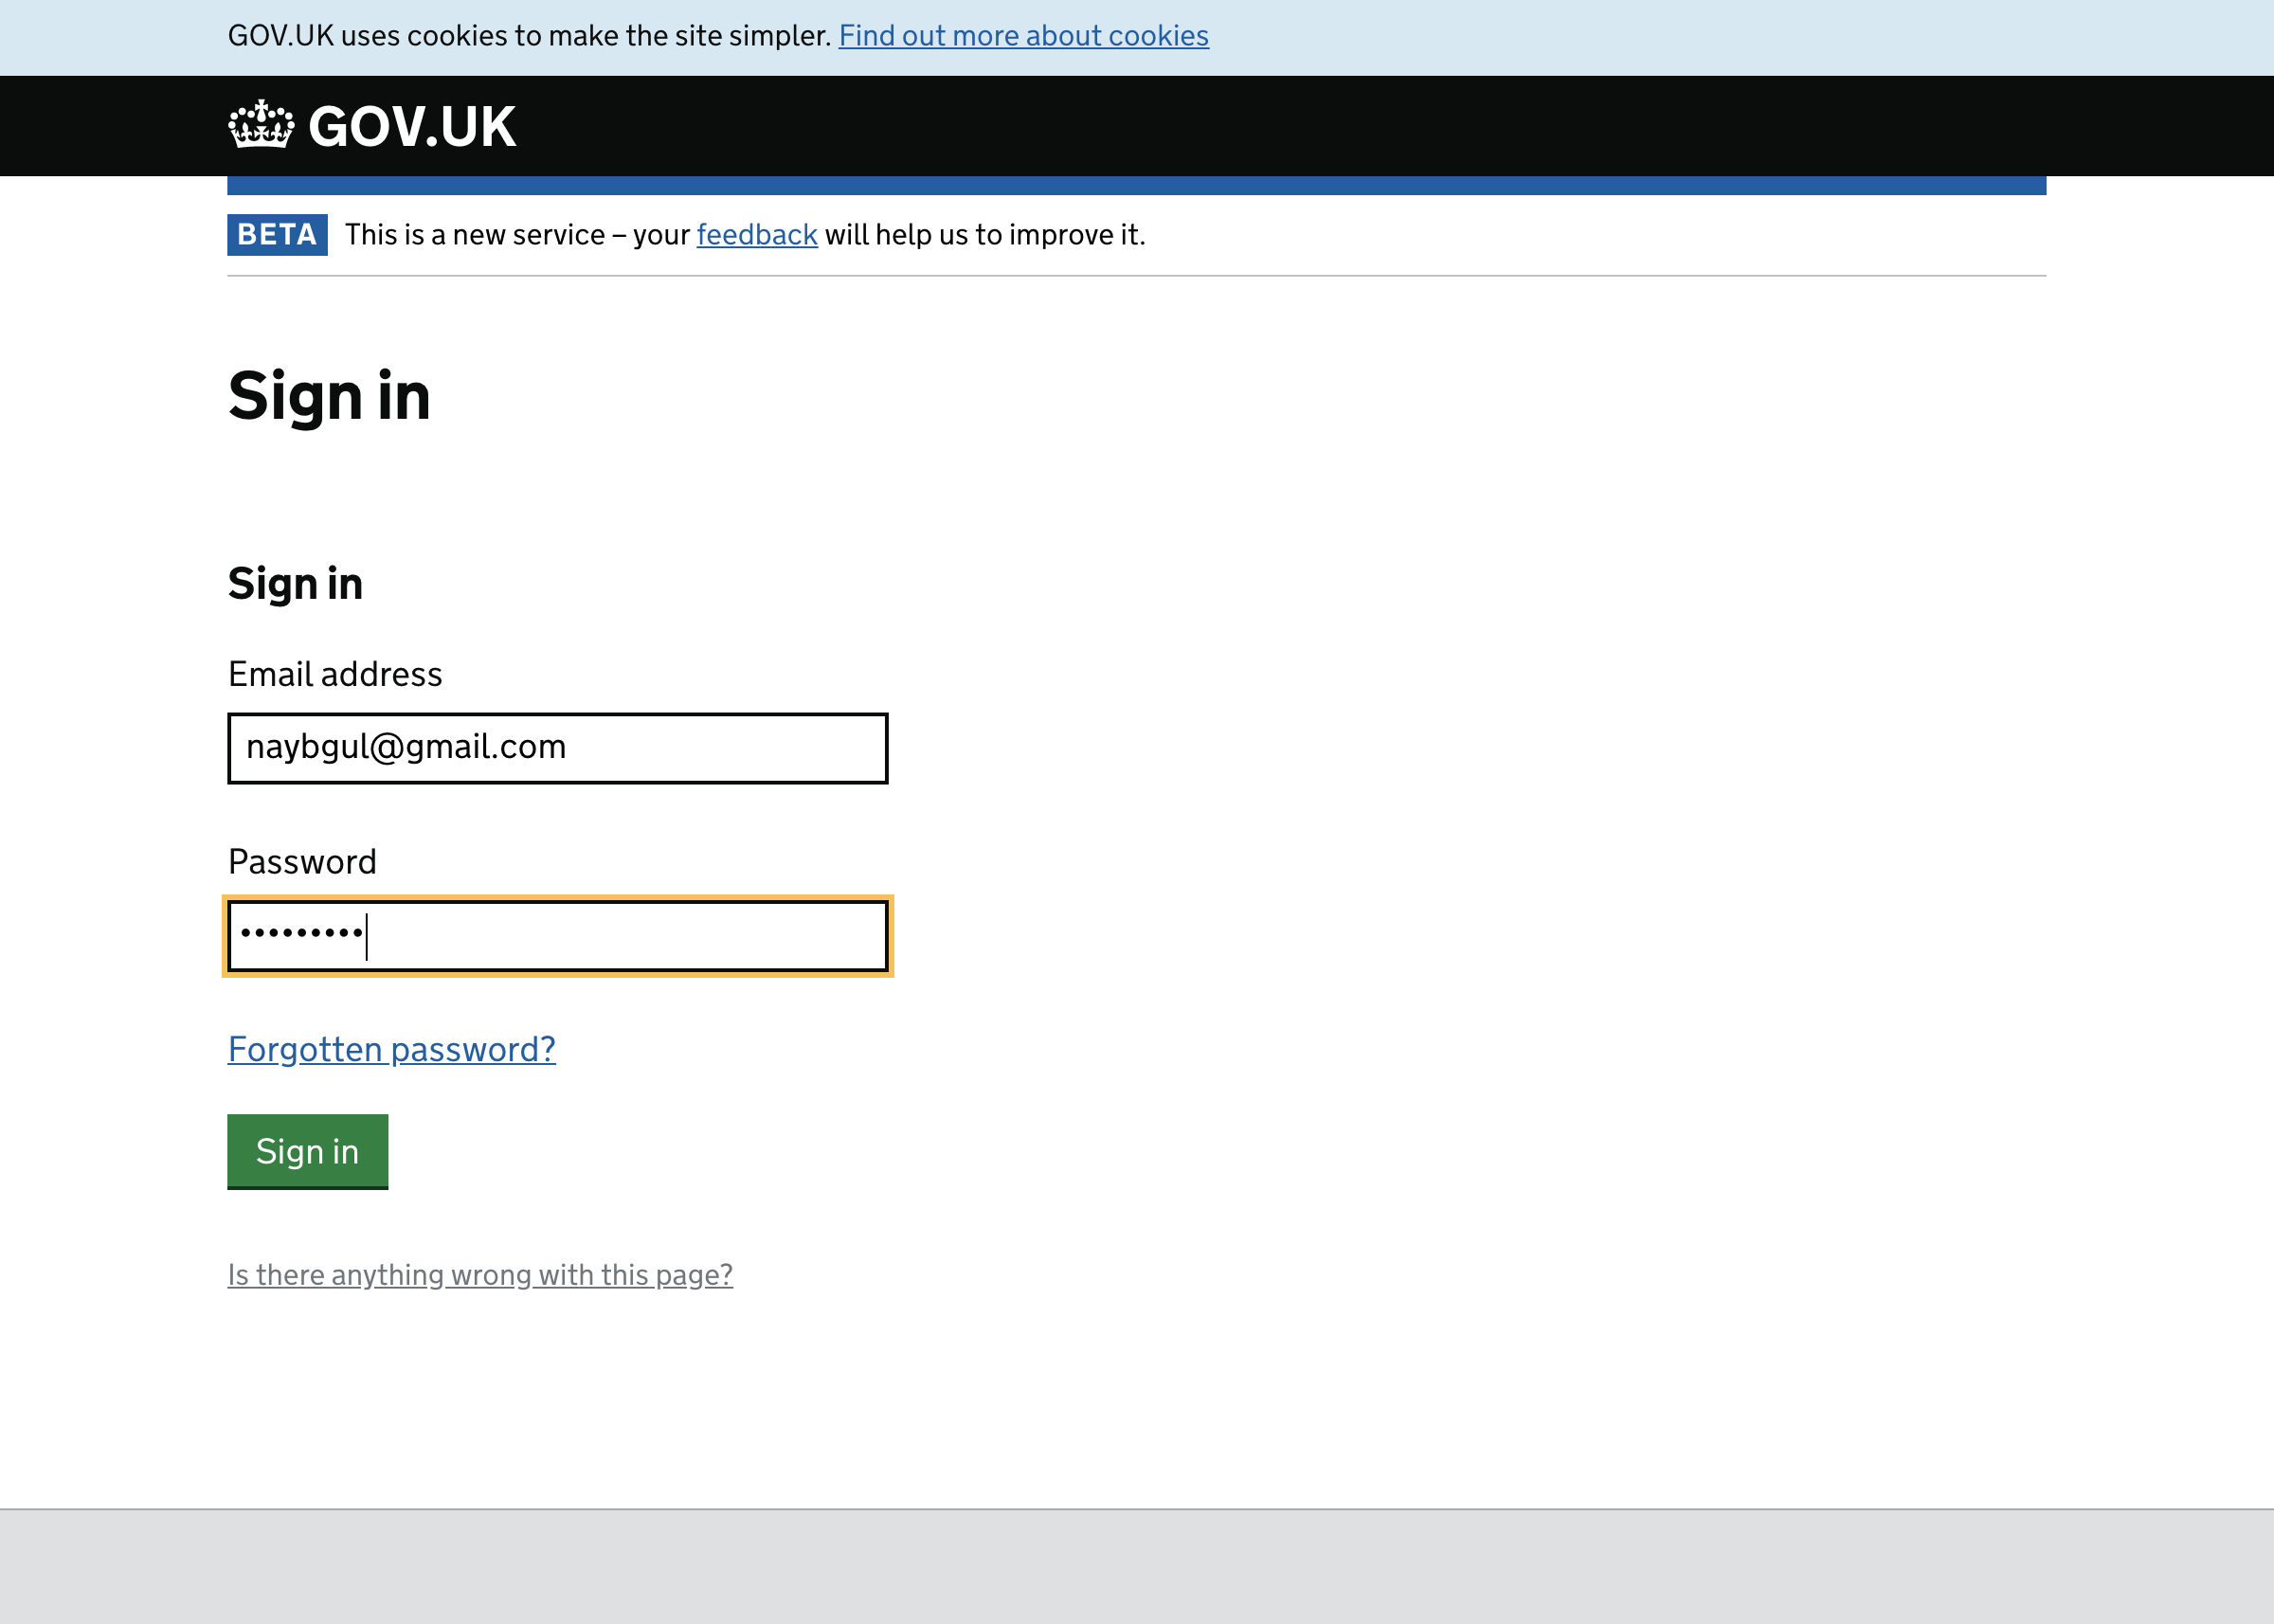 GOV.UK uses cookies to make the site simpler. Find out more about cookies
GOV.UK
BETA This is a new service – your feedback will help us to improve it.
Sign in
Sign in
Email address
naybgul@gmail.com
Password
•••••••••
Forgotten password?
Sign in
Is there anything wrong with this page?